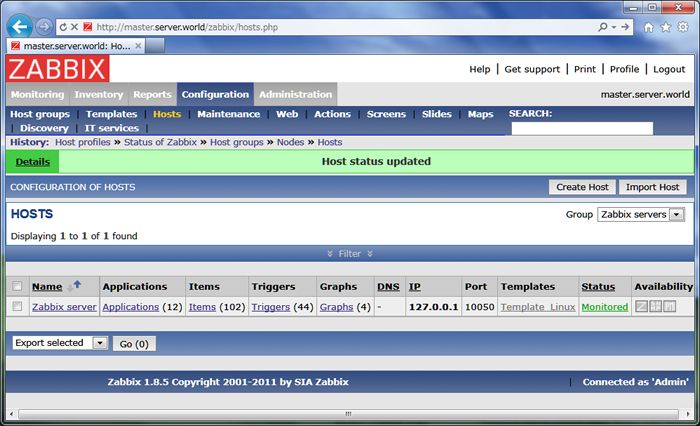 http://master.server.world/zabbix/hosts.php
master.server.world: Ho...
ZABBIX
Help | Get support | Print | Profile | Logout
Monitoring Inventory Reports Configuration Administration
master.server.world
Host groups | Templates | Hosts | Maintenance | Web | Actions | Screens | Slides | Maps
| Discovery | IT services |
SEARCH:
History: Host profiles » Status of Zabbix » Host groups » Nodes » Hosts
Details Host status updated
CONFIGURATION OF HOSTS Create Host Import Host
HOSTS
Group Zabbix servers
Displaying 1 to 1 of 1 found
Filter
Name Applications Items Triggers Graphs DNS IP Port Templates Status Availability
Zabbix server Applications (12) Items (102) Triggers (44) Graphs (4) - 127.0.0.1 10050 Template_Linux Monitored
Export selected Go (0)
Zabbix 1.8.5 Copyright 2001-2011 by SIA Zabbix | Connected as 'Admin'